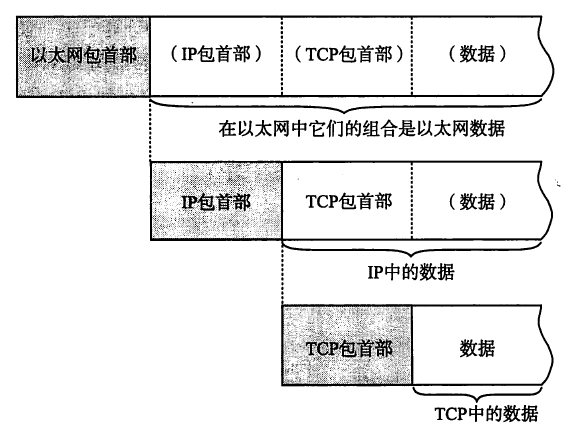 以太网包首部 （IP包首部） （TCP包首部） （数据）
在以太网中它们的组合是以太网数据
IP包首部 TCP包首部 （数据）
IP中的数据
TCP包首部 数据
TCP中的数据